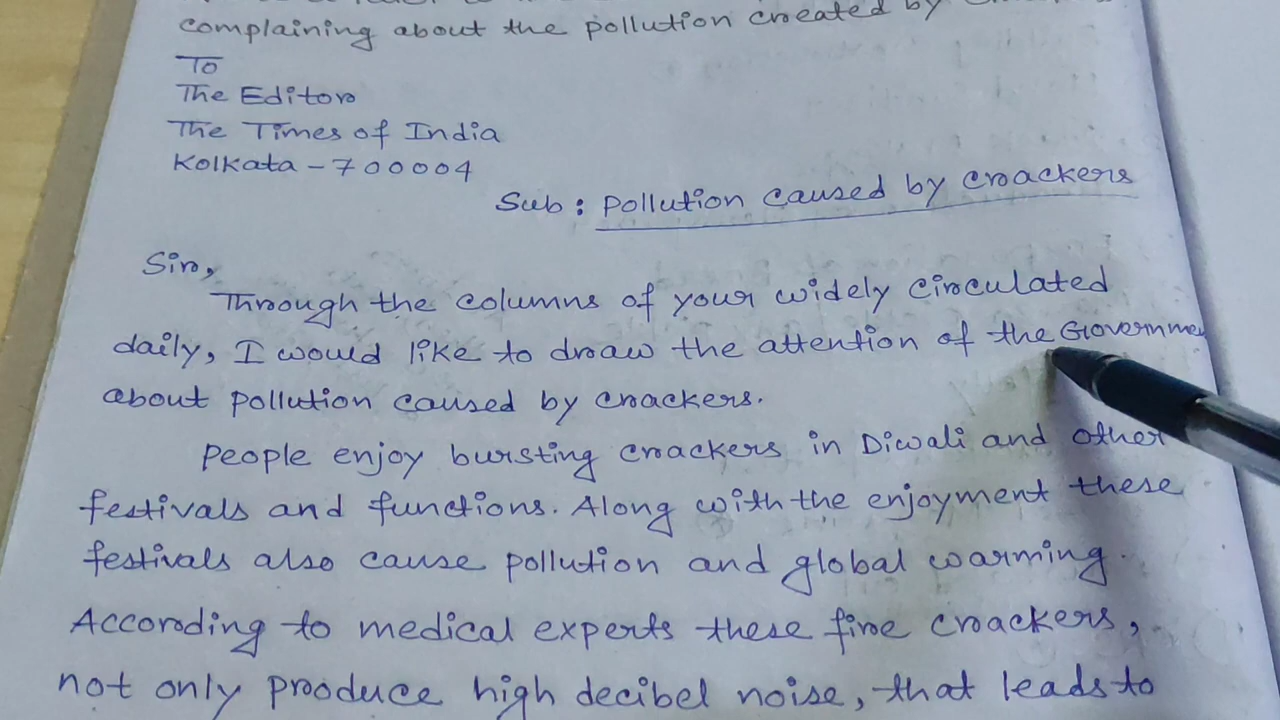 complaining about the pollution created by
To
The Editor
The Times of India
Kolkata - 700004
Sub : Pollution caused by crackers
Sir,
Through the columns of your widely circulated
daily, I would like to draw the attention of the
about pollution caused by crackers.
People enjoy bursting crackers in Diwali and other
festivals and functions. Along with the enjoyment these
festivals also cause pollution and global warming.
According to medical experts these fire crackers,
not only produce high decibel noise, that leads to